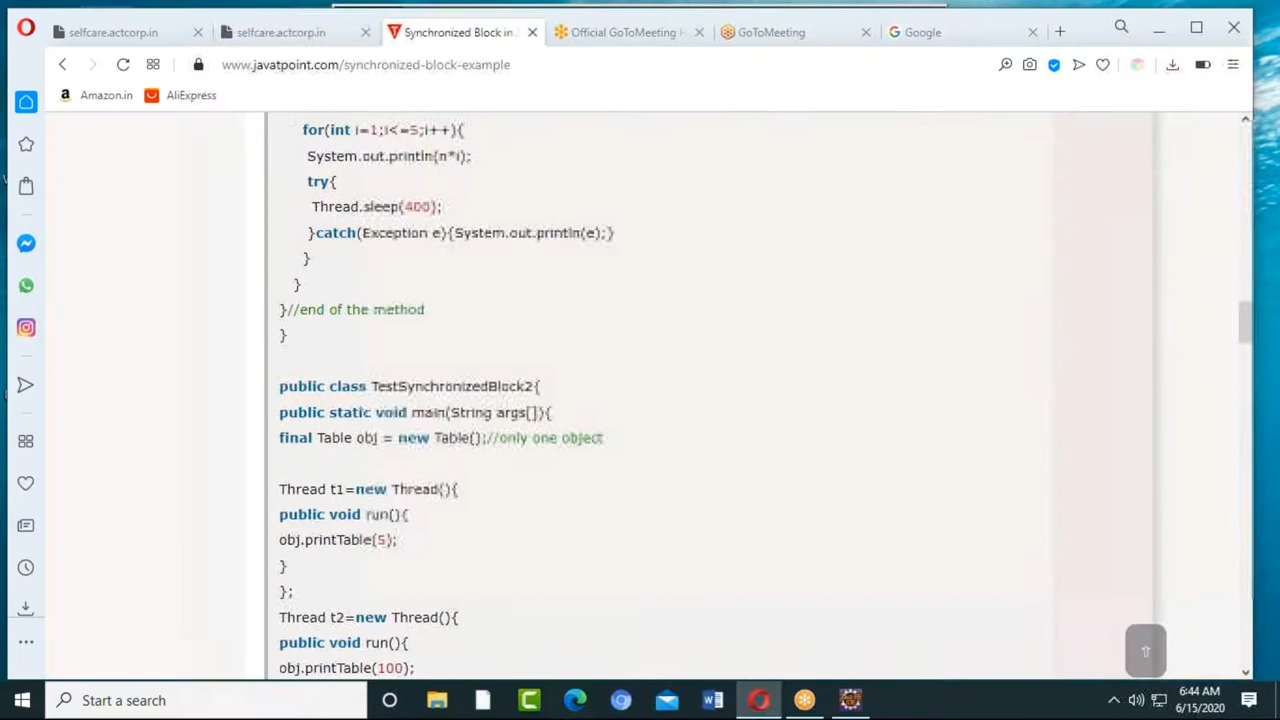 selfcare.actcorp.in
selfcare.actcorp.in
Synchronized Block in
Official GoToMeeting
GoToMeeting
Google
www.javatpoint.com/synchronized-block-example
Amazon.in
AliExpress
for(int i=1;i<=5;i++){
System.out.println(n*i);
try{
Thread.sleep(400);
}catch(Exception e){System.out.println(e);}
}
}
}//end of the method
}
public class TestSynchronizedBlock2{
public static void main(String args[]){
final Table obj = new Table();//only one object
Thread t1=new Thread(){
public void run(){
obj.printTable(5);
}
};
Thread t2=new Thread(){
public void run(){
obj.printTable(100);
Start a search
6:44 AM
6/15/2020